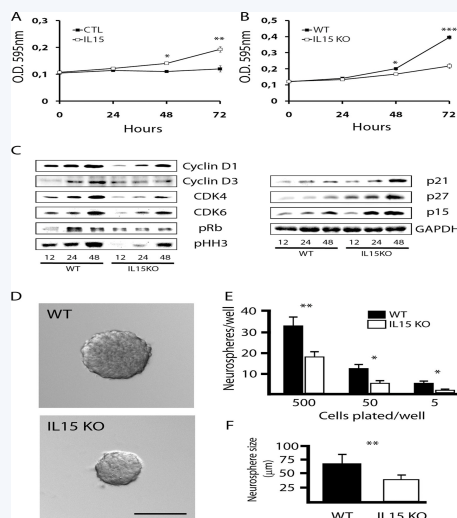 A
O.D. 595nm
0,3
0,2
0,1
0
CTL
IL15
*
**
0 24 48 72
Hours
B
O.D. 595nm
0,4
0,3
0,2
0,1
0
WT
IL15 KO
*
***
0 24 48 72
Hours
C
Cyclin D1
Cyclin D3
CDK4
CDK6
pRb
pHH3
12 24 48 12 24 48
WT IL15KO
p21
p27
p15
GAPDH
12 24 48 12 24 48
WT IL15KO
D
WT
IL15 KO
E
Neurospheres/well
40
30
20
10
WT
IL15 KO
**
*
*
500 50 5
Cells plated/well
F
Neurosphere size
(μm)
100
75
50
25
**
WT IL15 KO